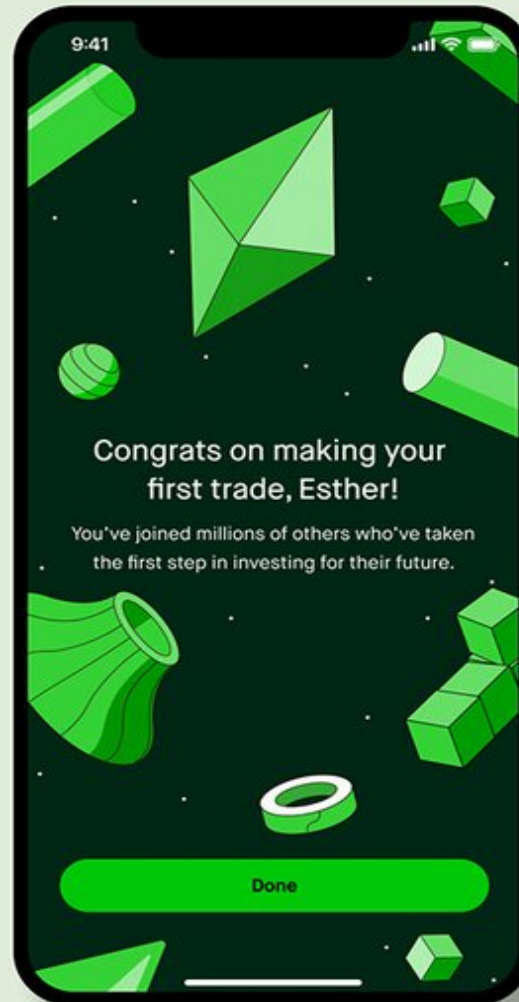 9:41
Congrats on making your
first trade, Esther!
You've joined millions of others who've taken
the first step in investing for their future.
Done